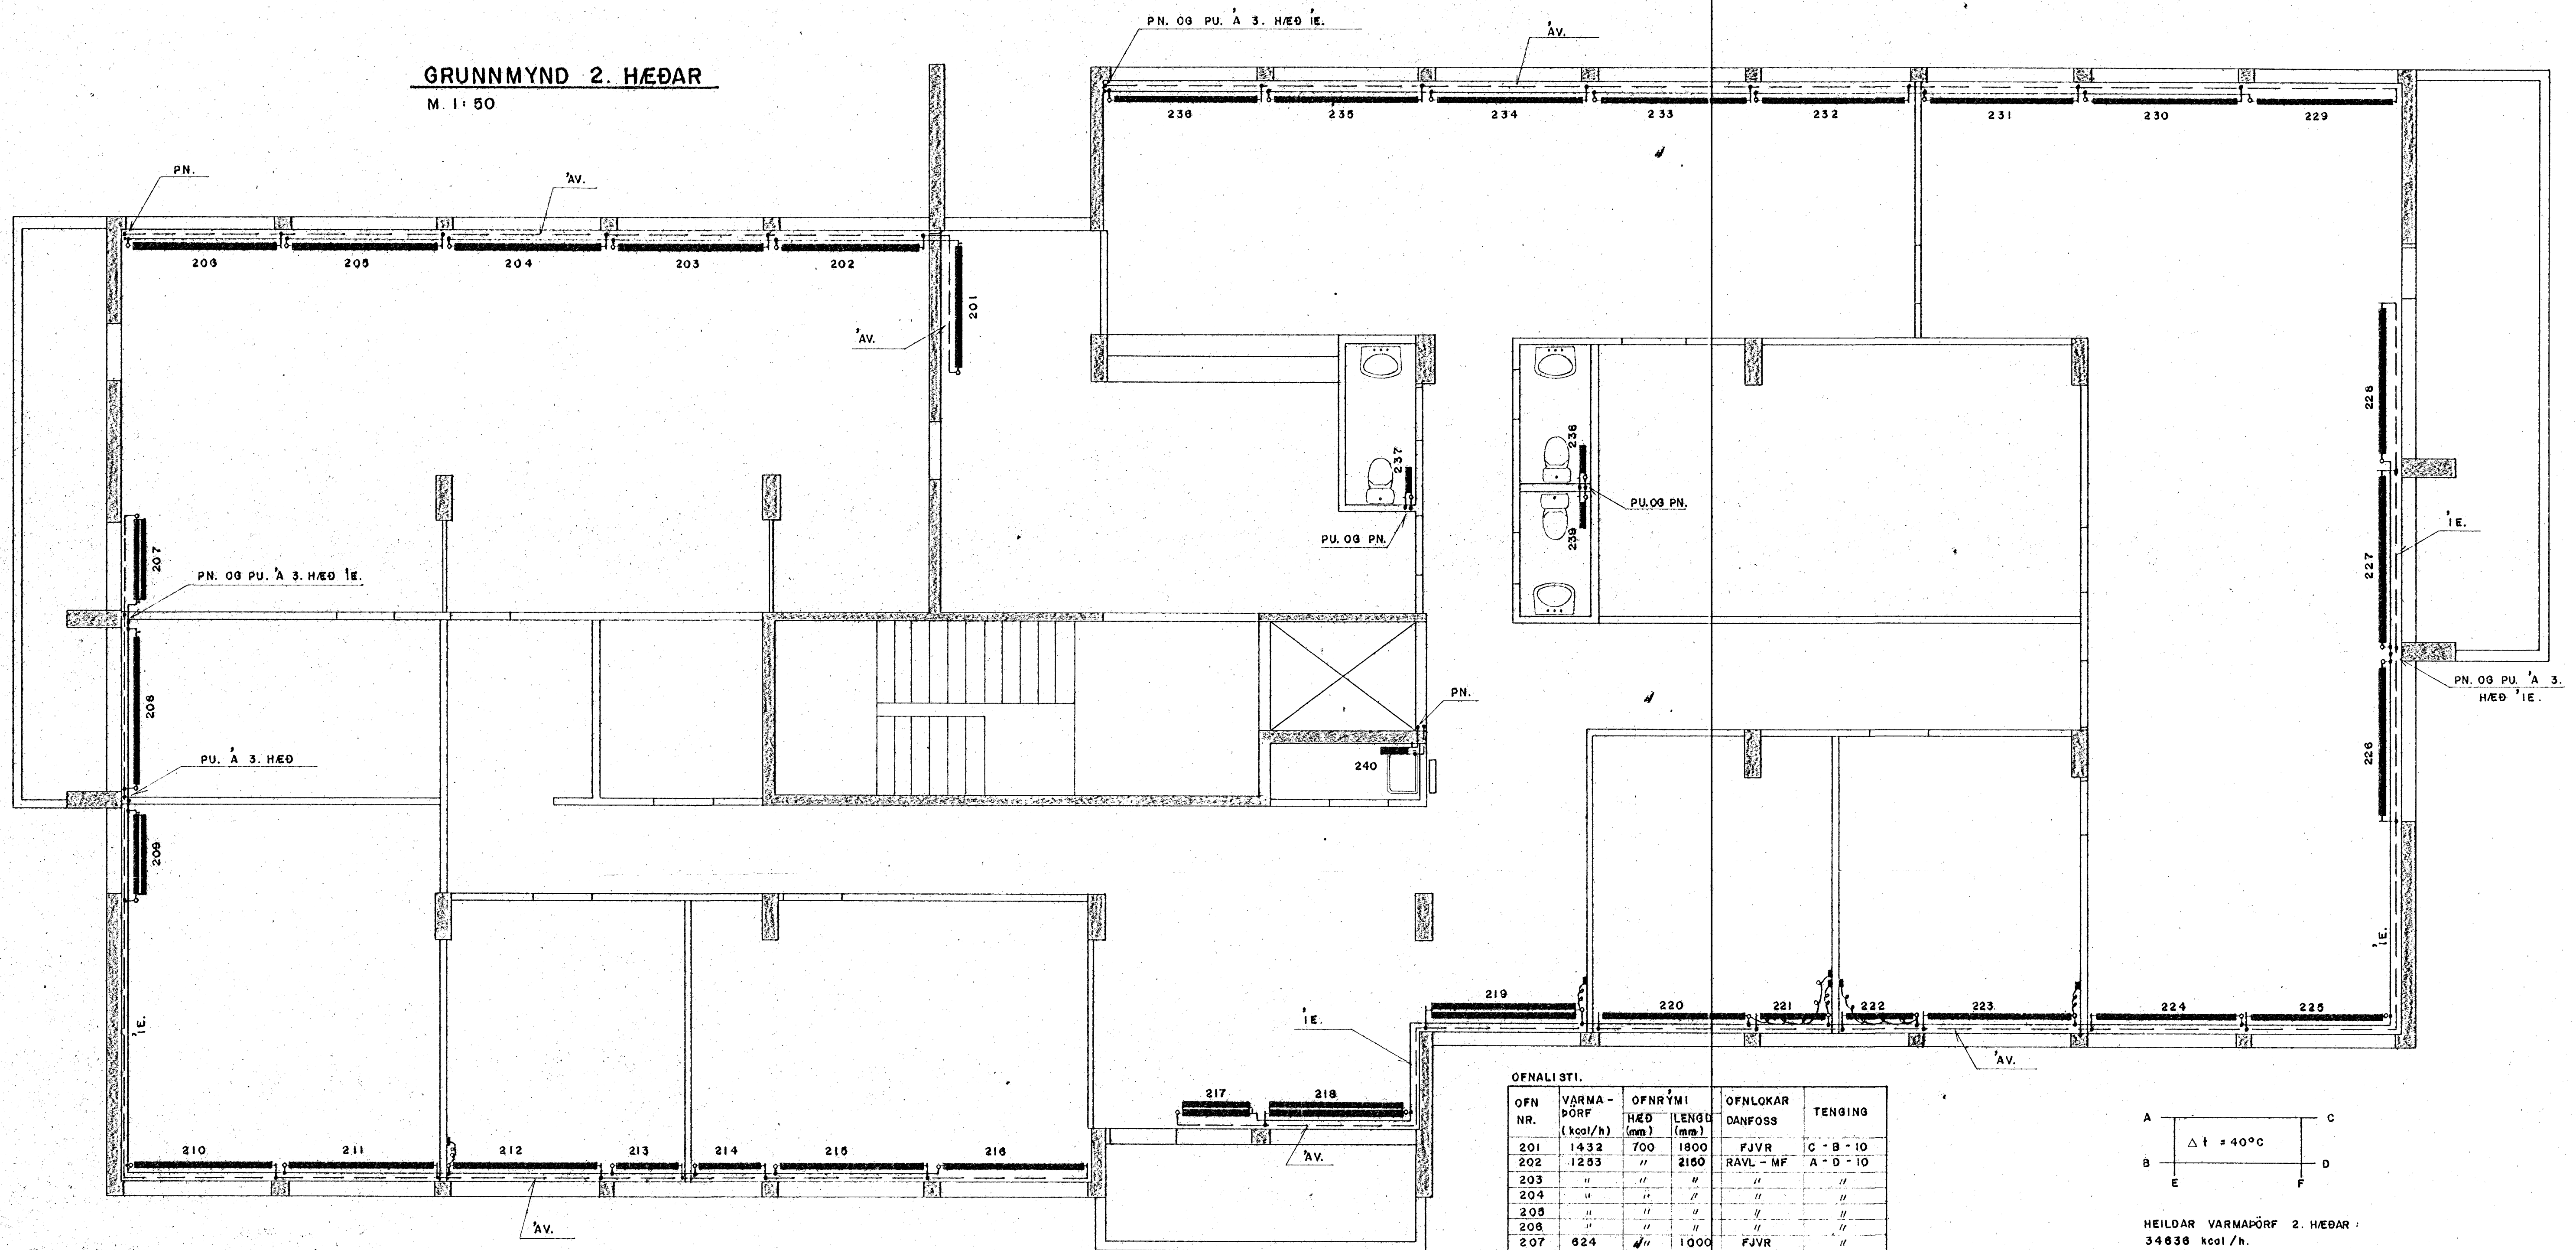 GRUNNMYND 2. HÆÐAR
M. 1: 50
PN. OG PU. Á 3. HÆÐ ÍE.
ÁV.
236 235 234 233 232 231 230 229
PN.
ÁV.
206 205 204 203 202
201
ÁV.
228
237
238
PU. OG PN.
PU. OG PN.
239
227
ÍE.
207
PN. OG PU. Á 3. HÆÐ ÍE.
208
PN.
PN. OG PU. Á 3.
HÆÐ ÍE.
226
PU. Á 3. HÆÐ
240
209
ÍE.
ÍE.
219 220 221 222 223 224 225
ÍE.
ÁV.
217 218
ÁV.
210 211 212 213 214 215 216
ÁV.
OFNALISTI.
OFN NR. VARMA-ÞÖRF (kcal/h) OFNRÝMI HÆÐ (mm) LENGD (mm) OFNLOKAR DANFOSS TENGING
201 1432 700 1800 FJVR C - B - 10
202 1253 " 2150 RAVL - MF A - D - 10
203 " " " " "
204 " " " " "
205 " " " " "
206 " " " " "
207 624 " 1000 FJVR "
A C
Δ t = 40°C
B D
E F
HEILDAR VARMAÞÖRF 2. HÆÐAR :
34636 kcal / h.